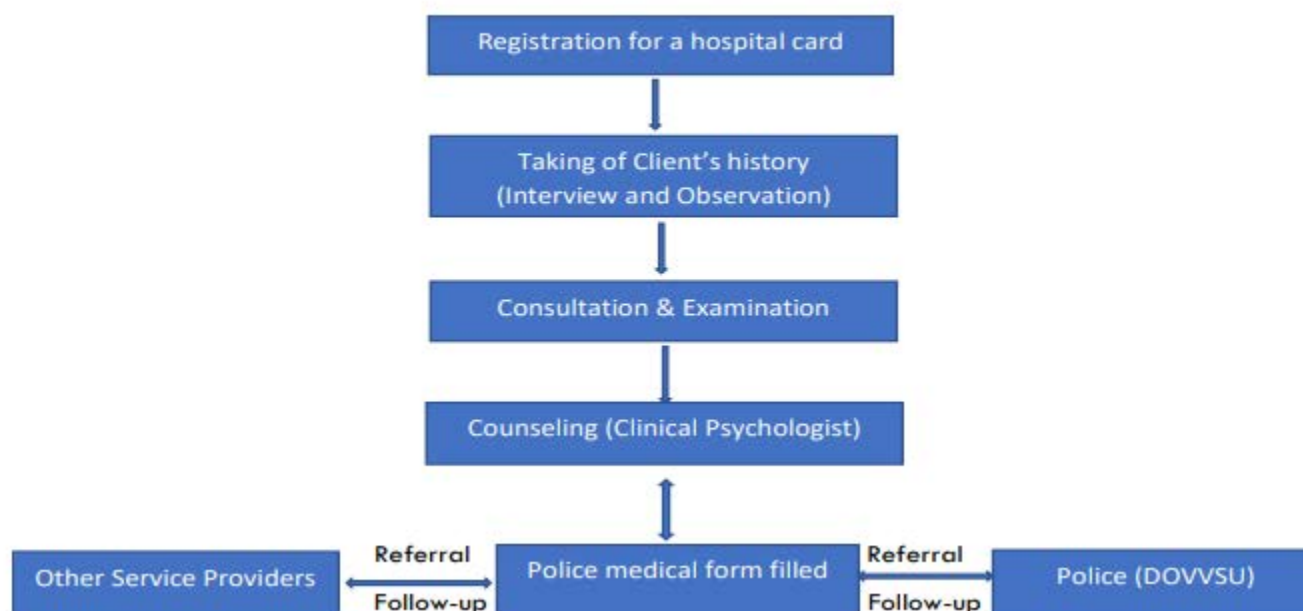 Registration for a hospital card
Taking of Client's history
(Interview and Observation)
Consultation & Examination
Counseling (Clinical Psychologist)
Other Service Providers
Referral
Follow-up
Police medical form filled
Referral
Follow-up
Police (DOVVSU)